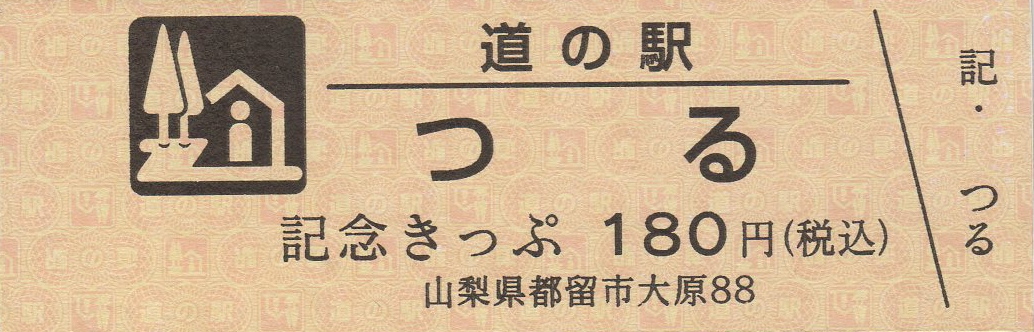 道の駅
つる
記念きっぷ 180円(税込)
山梨県都留市大原88
記・つる